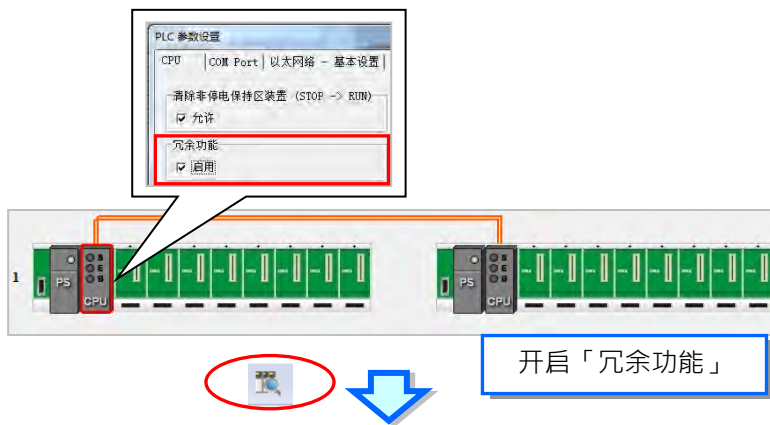 PLC 参数设置
CPU
COM Port
以太网络 - 基本设置
清除非停电保持区装置 (STOP -> RUN)
允许
冗余功能
启用
1
PS
S
E
B
CPU
PS
S
E
B
CPU
开启「冗余功能」